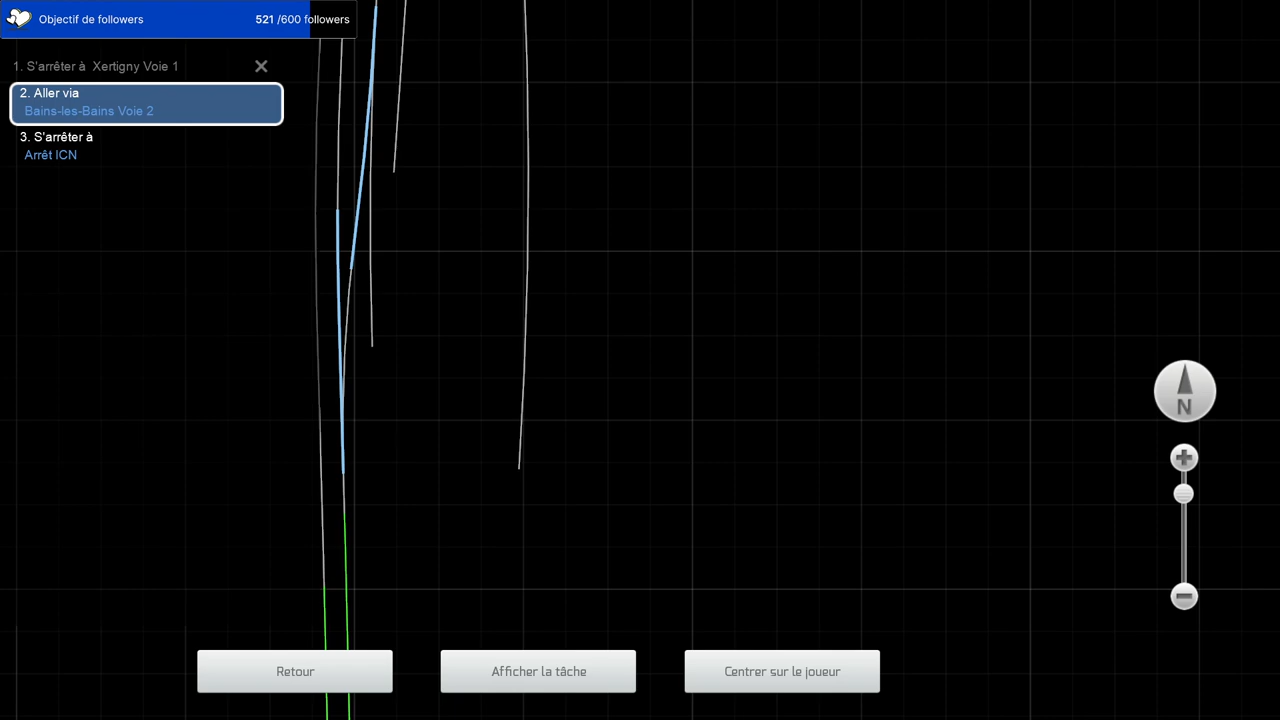 Objectif de followers 521 /600 followers
1. S'arrêter à Xertigny Voie 1
2. Aller via
Bains-les-Bains Voie 2
3. S'arrêter à
Arrêt ICN
N
Retour
Afficher la tâche
Centrer sur le joueur